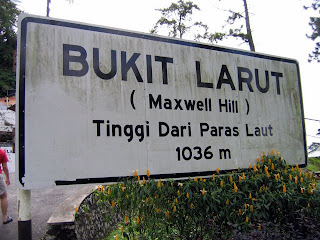 BUKIT LARUT
( Maxwell Hill )
Tinggi Dari Paras Laut
1036 m